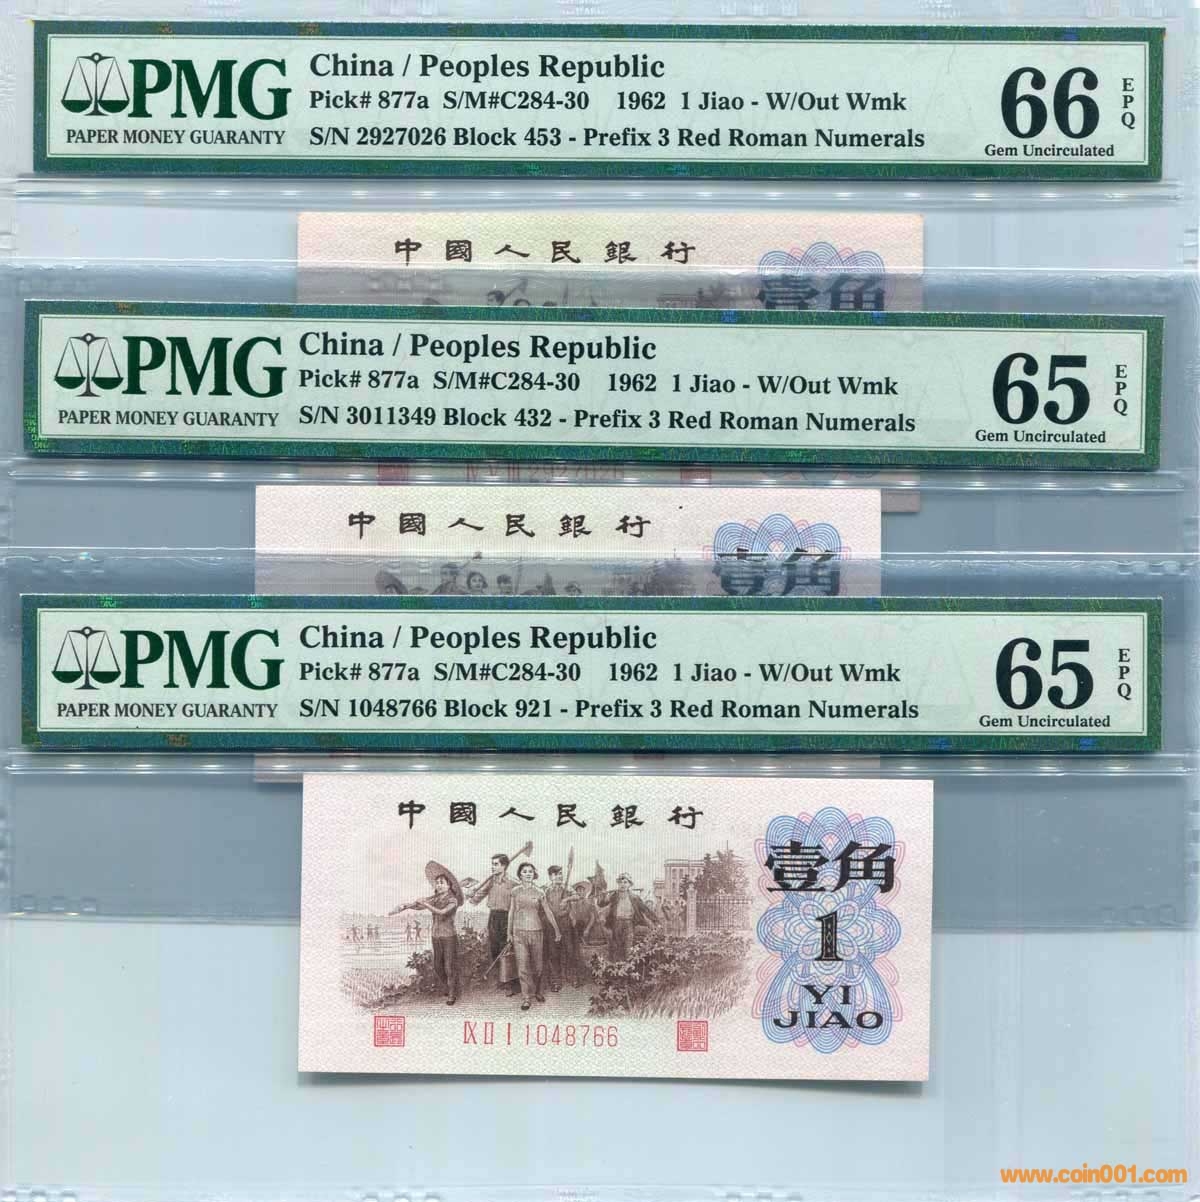 PMG
PAPER MONEY GUARANTY
China / Peoples Republic
Pick# 877a S/M#C284-30 1962 1 Jiao - W/Out Wmk
S/N 2927026 Block 453 - Prefix 3 Red Roman Numerals
66
EPQ
Gem Uncirculated
中國人民銀行
壹角
PMG
PAPER MONEY GUARANTY
China / Peoples Republic
Pick# 877a S/M#C284-30 1962 1 Jiao - W/Out Wmk
S/N 3011349 Block 432 - Prefix 3 Red Roman Numerals
65
EPQ
Gem Uncirculated
2927026
中國人民銀行
壹角
PMG
PAPER MONEY GUARANTY
China / Peoples Republic
Pick# 877a S/M#C284-30 1962 1 Jiao - W/Out Wmk
S/N 1048766 Block 921 - Prefix 3 Red Roman Numerals
65
EPQ
Gem Uncirculated
中國人民銀行
壹角
1
YI
JIAO
IX II I 1048766
www.coin001.com